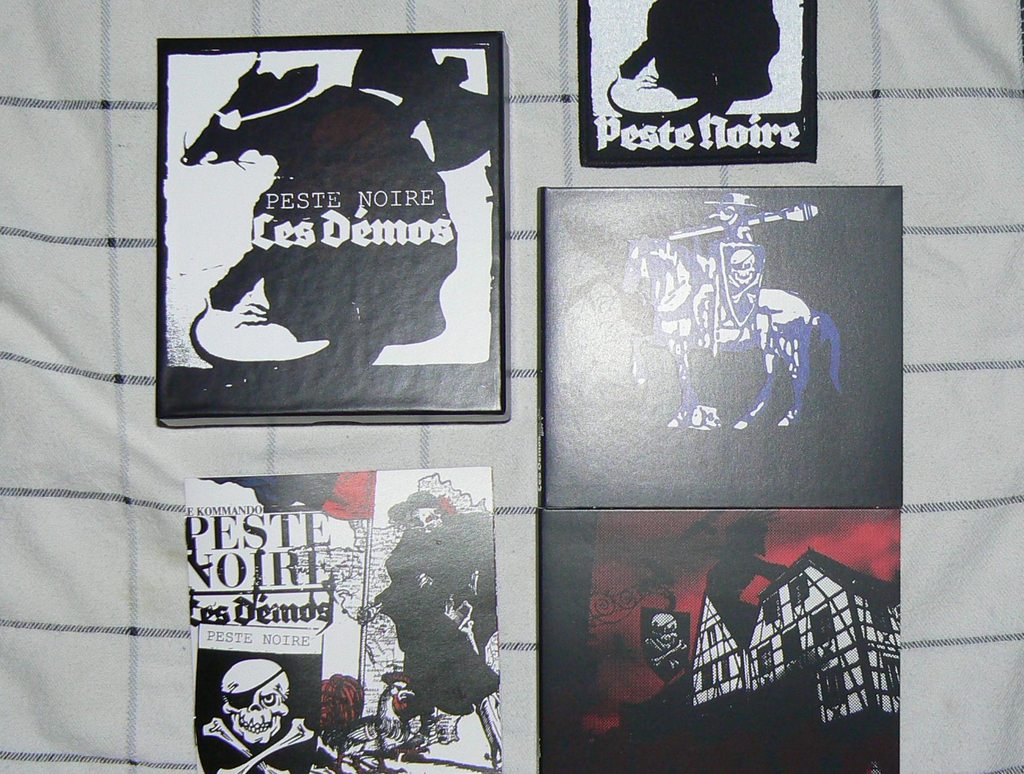 PESTE NOIRE
Les Démos
Peste Noire
E KOMMANDO
PESTE
NOIRE
Les Démos
PESTE NOIRE